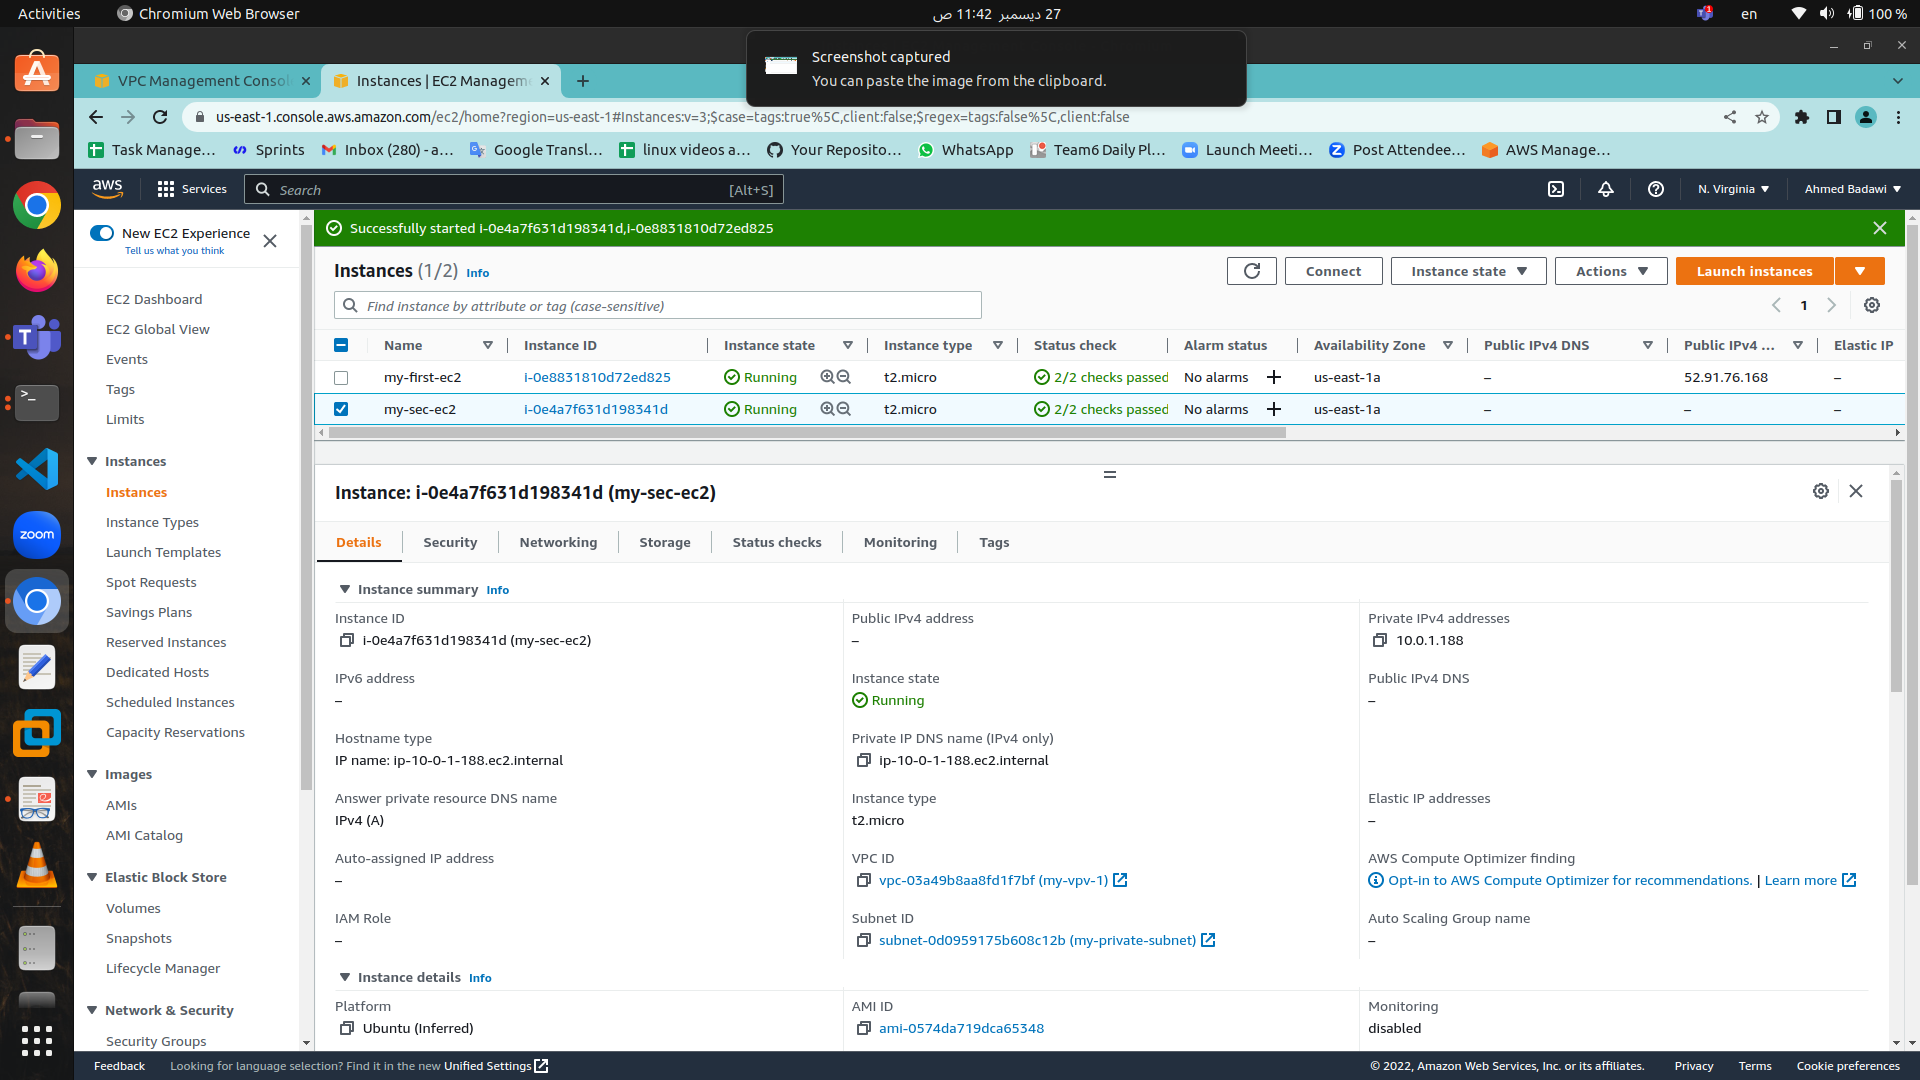 Activities Chromium Web Browser 27 ديسمبر 11:42 ص 1 en 100 %
Screenshot captured
You can paste the image from the clipboard.
VPC Management Consol Instances | EC2 Managem
us-east-1.console.aws.amazon.com/ec2/home?region=us-east-1#Instances:v=3;$case=tags:true%5C,client:false;$regex=tags:false%5C,client:false
Task Manage... Sprints Inbox (280) - a... Google Transl... linux videos a... Your Reposito... WhatsApp Team6 Daily Pl... Launch Meeti... Post Attendee... AWS Manage...
aws Services Search [Alt+S] N. Virginia Ahmed Badawi
New EC2 Experience
Tell us what you think
EC2 Dashboard
EC2 Global View
Events
Tags
Limits
Instances
Instances
Instance Types
Launch Templates
Spot Requests
Savings Plans
Reserved Instances
Dedicated Hosts
Scheduled Instances
Capacity Reservations
Images
AMIs
AMI Catalog
Elastic Block Store
Volumes
Snapshots
Lifecycle Manager
Network & Security
Security Groups
zoom
Successfully started i-0e4a7f631d198341d,i-0e8831810d72ed825
Instances (1/2) Info Connect Instance state Actions Launch instances
Find instance by attribute or tag (case-sensitive) 1
Name Instance ID Instance state Instance type Status check Alarm status Availability Zone Public IPv4 DNS Public IPv4 ... Elastic IP
my-first-ec2 i-0e8831810d72ed825 Running t2.micro 2/2 checks passed No alarms + us-east-1a – 52.91.76.168 –
my-sec-ec2 i-0e4a7f631d198341d Running t2.micro 2/2 checks passed No alarms + us-east-1a – – –
Instance: i-0e4a7f631d198341d (my-sec-ec2)
Details Security Networking Storage Status checks Monitoring Tags
Instance summary Info
Instance ID Public IPv4 address Private IPv4 addresses
i-0e4a7f631d198341d (my-sec-ec2) – 10.0.1.188
IPv6 address Instance state Public IPv4 DNS
– Running –
Hostname type Private IP DNS name (IPv4 only)
IP name: ip-10-0-1-188.ec2.internal ip-10-0-1-188.ec2.internal
Answer private resource DNS name Instance type Elastic IP addresses
IPv4 (A) t2.micro –
Auto-assigned IP address VPC ID AWS Compute Optimizer finding
– vpc-03a49b8aa8fd1f7bf (my-vpv-1) Opt-in to AWS Compute Optimizer for recommendations. | Learn more
IAM Role Subnet ID Auto Scaling Group name
– subnet-0d0959175b608c12b (my-private-subnet) –
Instance details Info
Platform AMI ID Monitoring
Ubuntu (Inferred) ami-0574da719dca65348 disabled
Feedback Looking for language selection? Find it in the new Unified Settings © 2022, Amazon Web Services, Inc. or its affiliates. Privacy Terms Cookie preferences